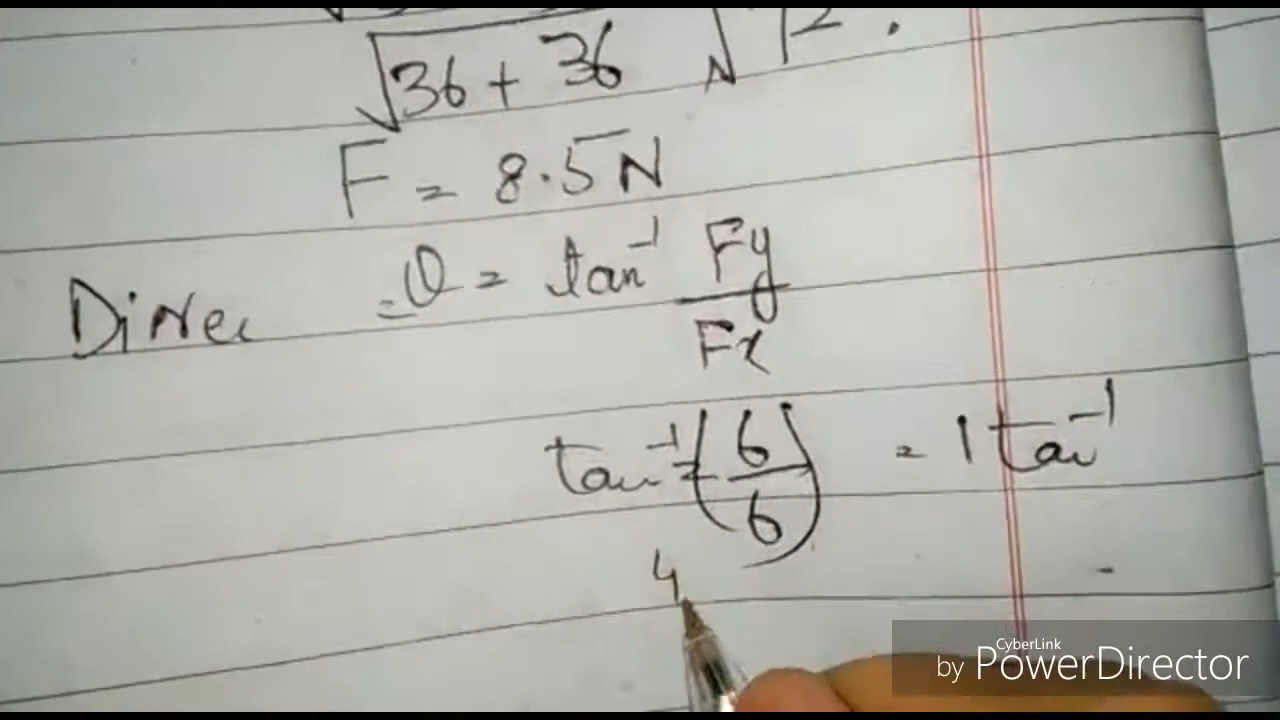 √36 + 36 √
F = 8.5 N
Direc = θ = tan⁻¹ Fy
Fx
tan⁻¹ = (6/6) = 1 tan⁻¹
4
CyberLink
by PowerDirector